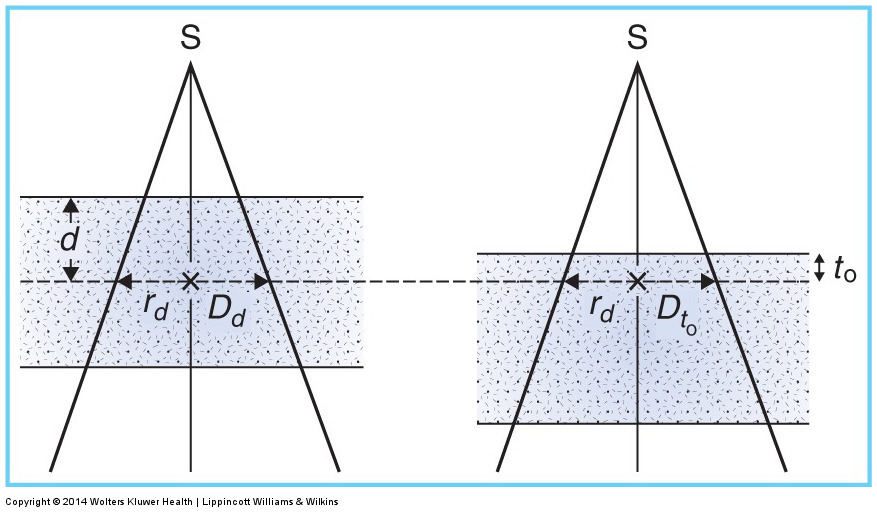 S
S
d
t₀
r_d
D_d
r_d
D_t₀
Copyright © 2014 Wolters Kluwer Health | Lippincott Williams & Wilkins